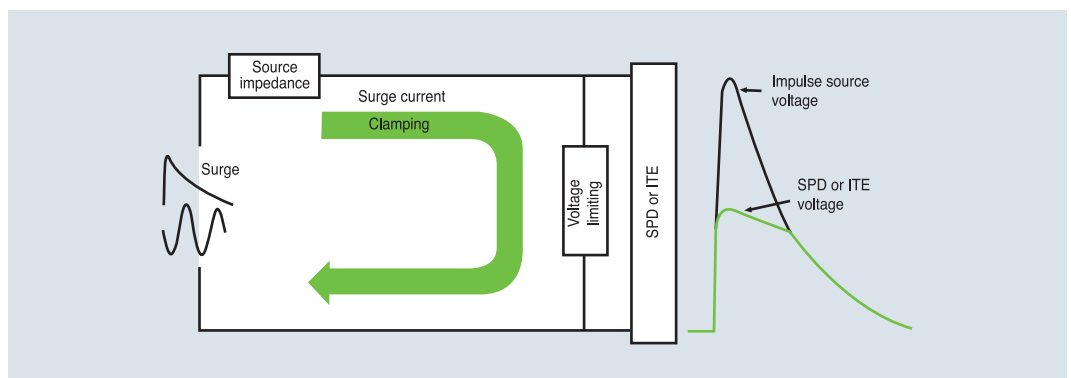 Source
impedance
Surge current
Clamping
Surge
Voltage
limiting
SPD or ITE
Impulse source
voltage
SPD or ITE
voltage